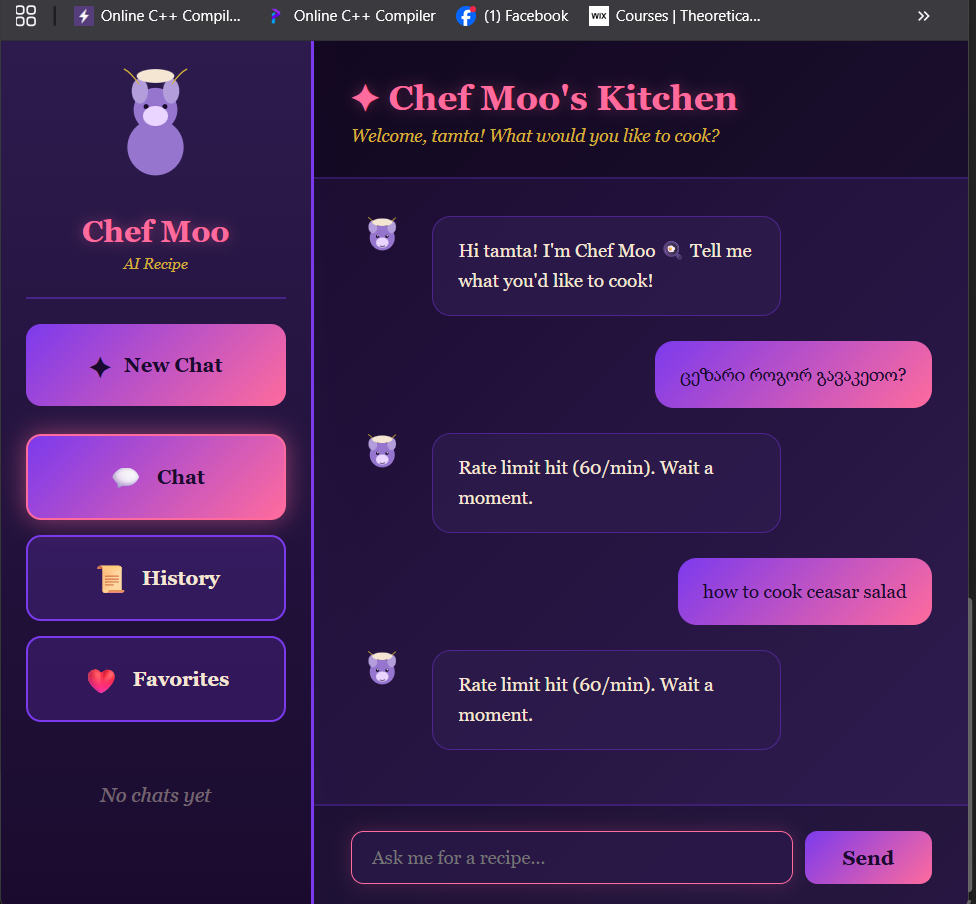 Online C++ Compil...
Online C++ Compiler
(1) Facebook
WIX
Courses | Theoretica...
»
Chef Moo
AI Recipe
✦ New Chat
Chat
History
Favorites
No chats yet
✦ Chef Moo's Kitchen
Welcome, tamta! What would you like to cook?
Hi tamta! I'm Chef Moo 🍳 Tell me
what you'd like to cook!
ცეზარი როგორ გავაკეთო?
Rate limit hit (60/min). Wait a
moment.
how to cook ceasar salad
Rate limit hit (60/min). Wait a
moment.
Ask me for a recipe...
Send